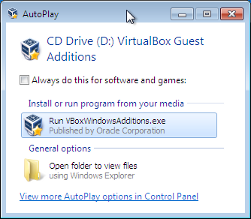 AutoPlay
CD Drive (D:) VirtualBox Guest
Additions
Always do this for software and games:
Install or run program from your media
Run VBoxWindowsAdditions.exe
Published by Oracle Corporation
General options
Open folder to view files
using Windows Explorer
View more AutoPlay options in Control Panel